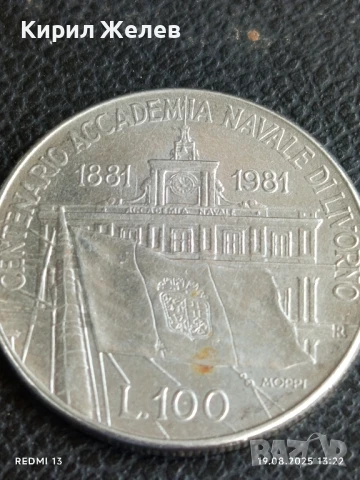 Кирил Желев
CENTENARIO ACCADEMIA NAVALE DI LIVORNO
1881 1981
ACCADEMIA NAVALE
R
MOPPI
L.100
BAZAR
REDMI 13
19.08.2025 13:22